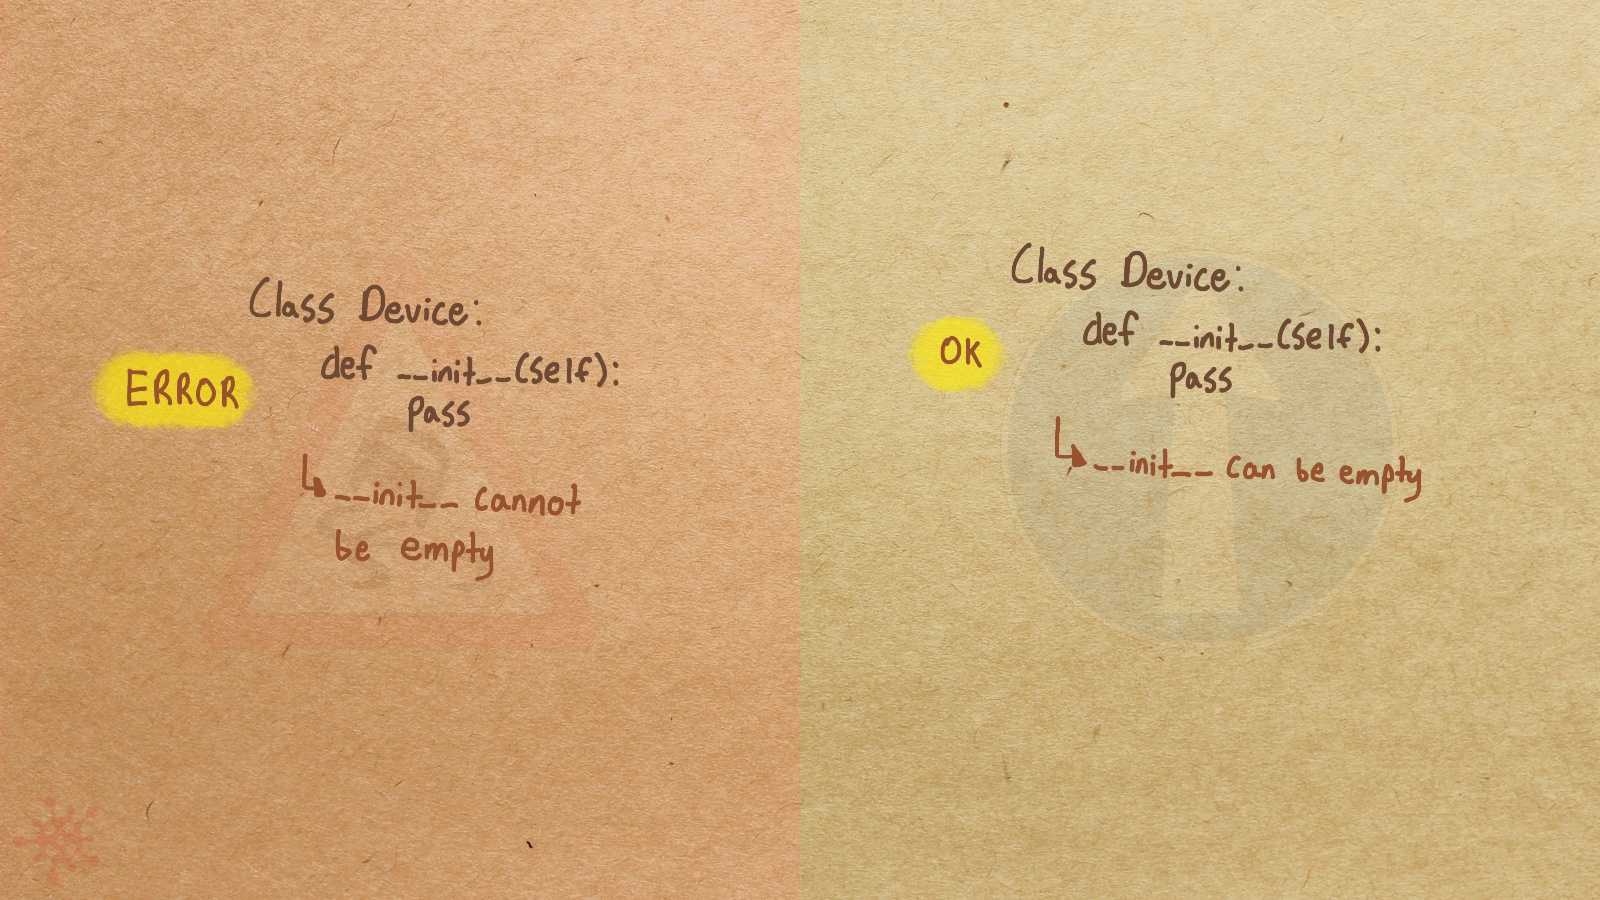 Class Device:
def __init__(self):
ERROR
pass
__init__ cannot
be empty
Class Device:
def __init__(self):
OK
pass
__init__ can be empty